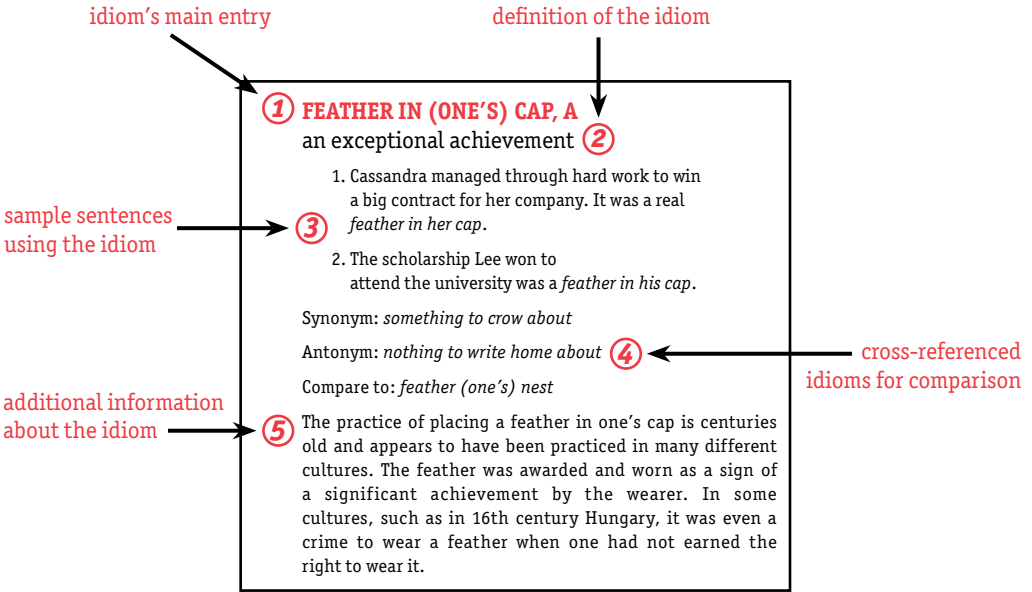 idiom's main entry
definition of the idiom
1 FEATHER IN (ONE'S) CAP, A
an exceptional achievement 2
1. Cassandra managed through hard work to win
a big contract for her company. It was a real
feather in her cap.
sample sentences
using the idiom
3
2. The scholarship Lee won to
attend the university was a feather in his cap.
Synonym: something to crow about
Antonym: nothing to write home about 4
cross-referenced
idioms for comparison
Compare to: feather (one's) nest
additional information
about the idiom
5 The practice of placing a feather in one's cap is centuries
old and appears to have been practiced in many different
cultures. The feather was awarded and worn as a sign of
a significant achievement by the wearer. In some
cultures, such as in 16th century Hungary, it was even a
crime to wear a feather when one had not earned the
right to wear it.